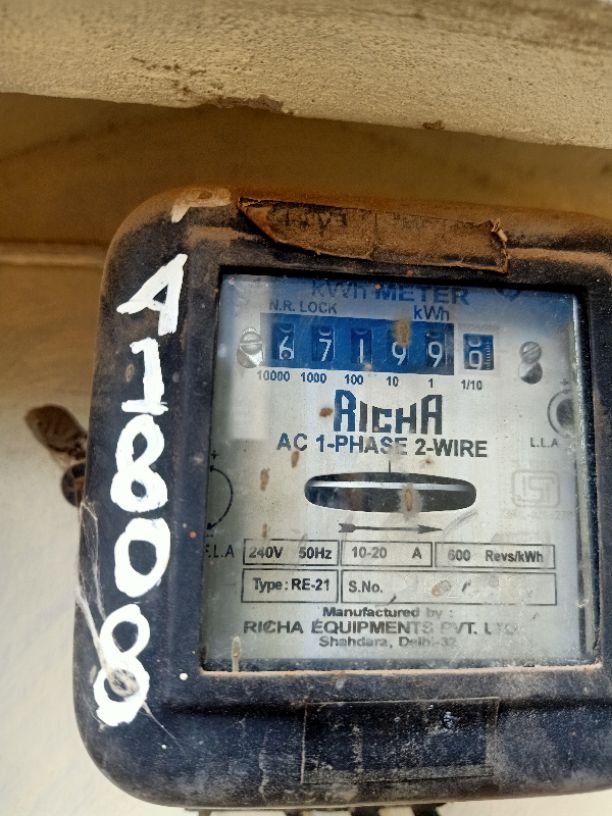 A1808
kWh METER
N.R. LOCK kWh
6 7 1 9 9 9
10000 1000 100 10 1 1/10
RICHA
AC 1-PHASE 2-WIRE
L.L.A
F.L.A
240V 50Hz 10-20 A 600 Revs/kWh
Type : RE-21 S.No.
Manufactured by :
RICHA EQUIPMENTS PVT. LTD.
Shahdara, Delhi-32